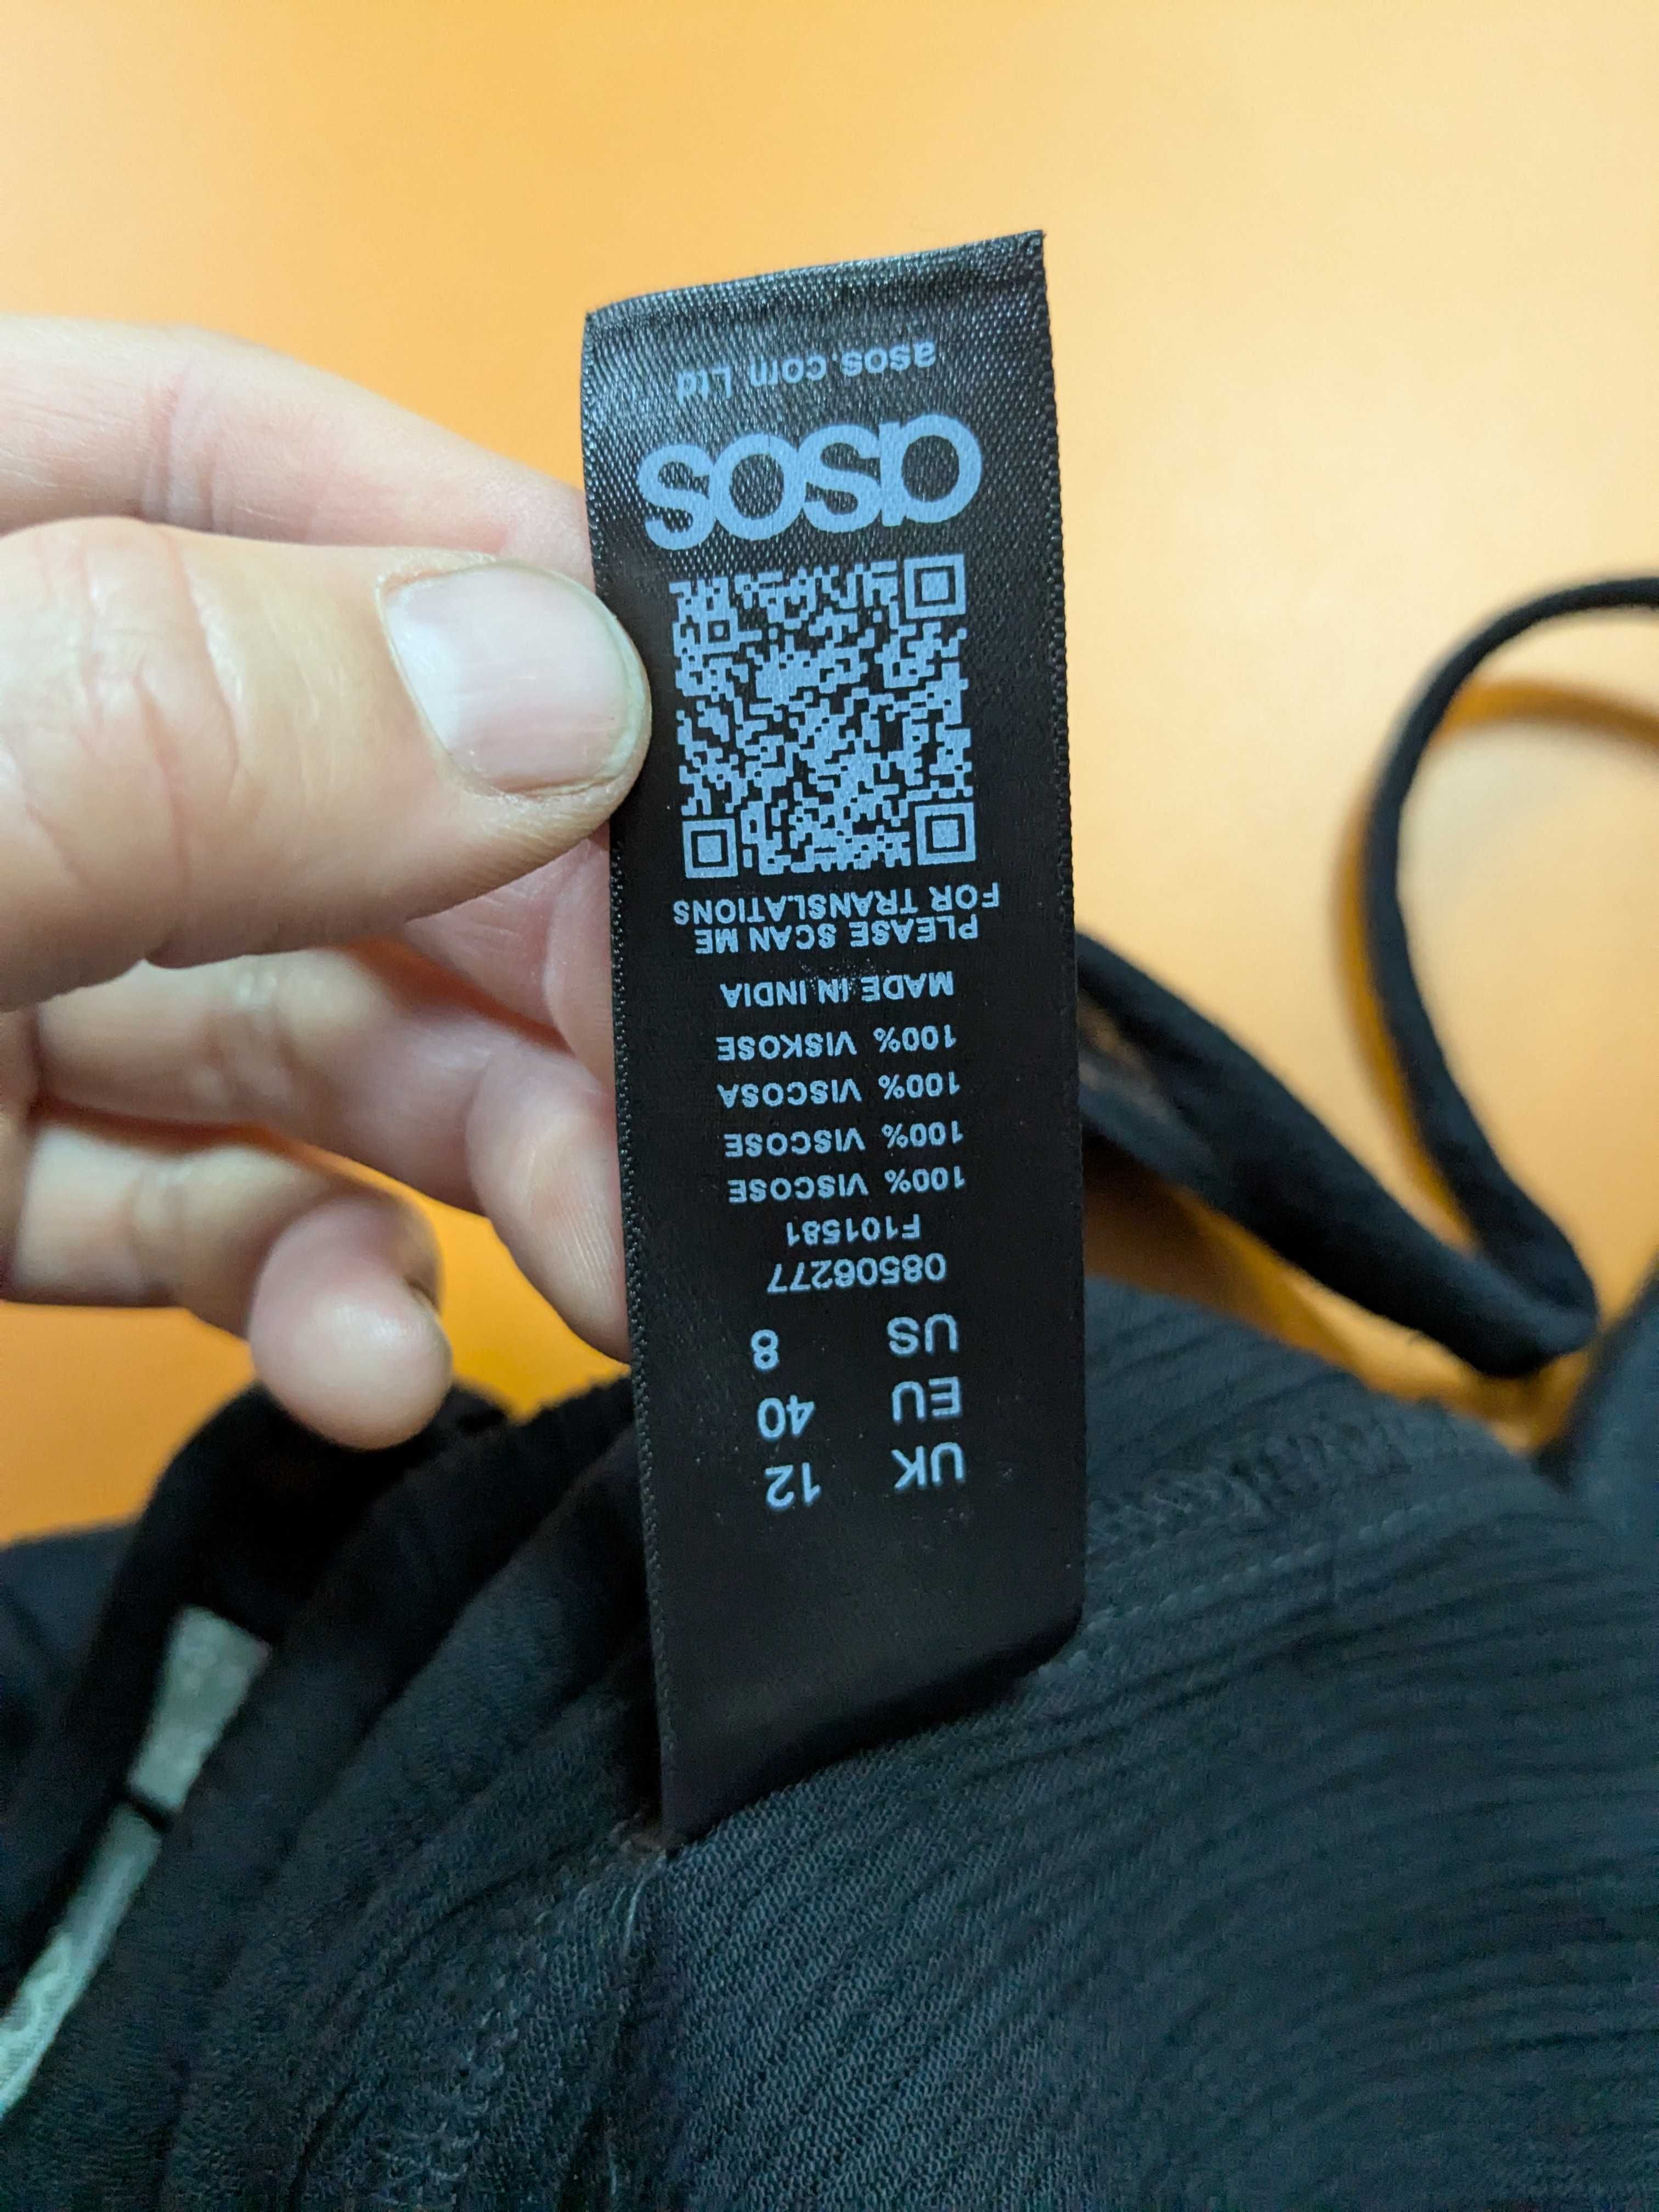 UK 12
EU 40
US 8
08506277
F101581
100% VISCOSE
100% VISCOSE
100% VISCOSA
100% VISKOSE
MADE IN INDIA
PLEASE SCAN ME
FOR TRANSLATIONS
asos
asos.com Ltd